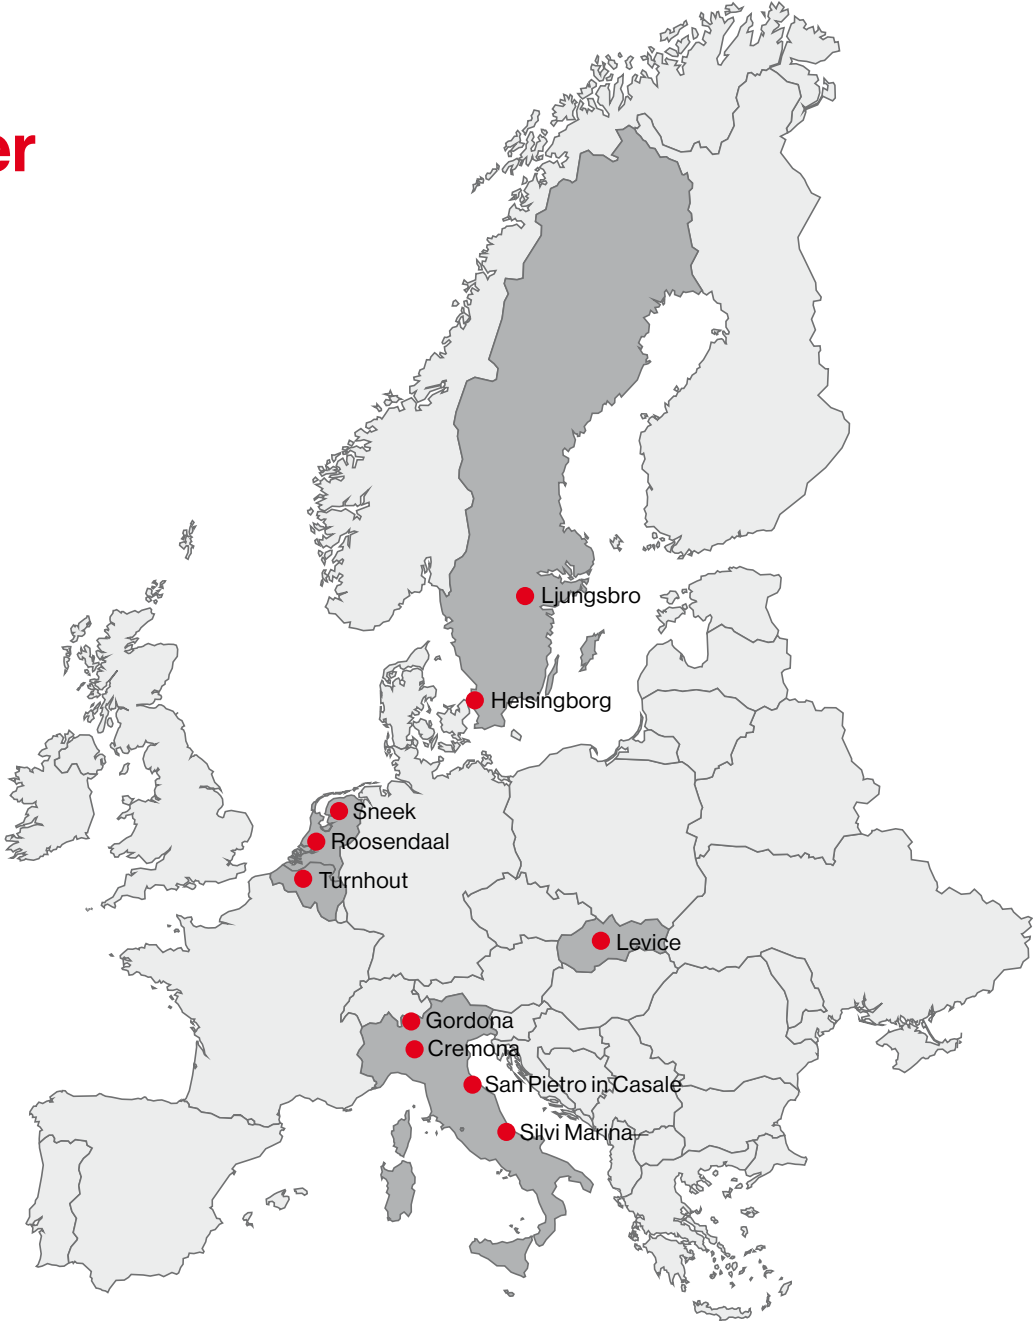 er
Ljungsbro
Helsingborg
Sneek
Roosendaal
Turnhout
Levice
Gordona
Cremona
San Pietro in Casale
Silvi Marina